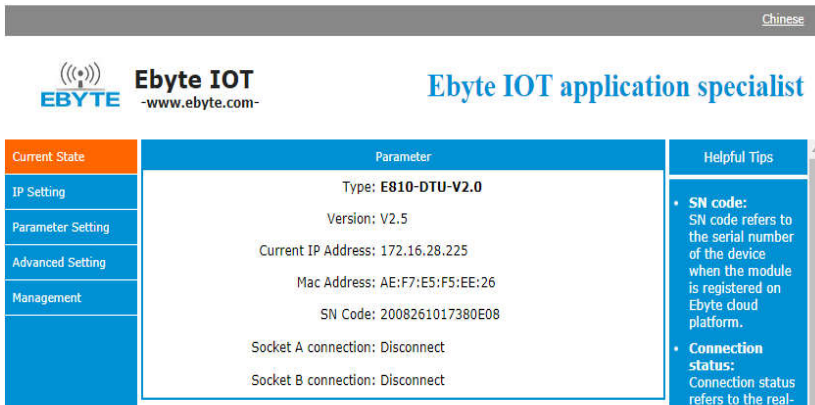 Chinese
EBYTE
Ebyte IOT
-www.ebyte.com-
Ebyte IOT application specialist
Current State
IP Setting
Parameter Setting
Advanced Setting
Management
Parameter
Type: E810-DTU-V2.0
Version: V2.5
Current IP Address: 172.16.28.225
Mac Address: AE:F7:E5:F5:EE:26
SN Code: 2008261017380E08
Socket A connection: Disconnect
Socket B connection: Disconnect
Helpful Tips
• SN code:
SN code refers to
the serial number
of the device
when the module
is registered on
Ebyte cloud
platform.
• Connection
status:
Connection status
refers to the real-